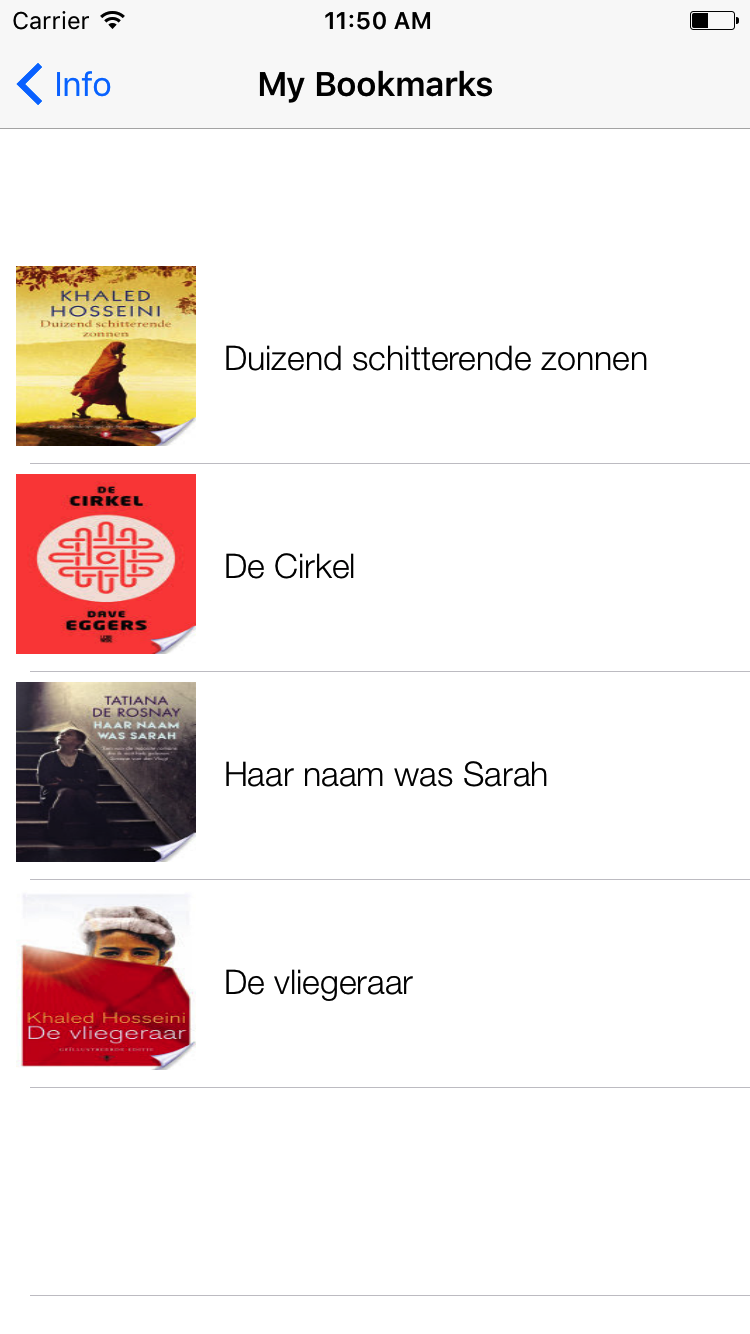 Carrier 11:50 AM
Info My Bookmarks
KHALED
HOSSEINI
Duizend schitterende
zonnen
Duizend schitterende zonnen
DE
CIRKEL
DAVE
EGGERS
De Cirkel
TATIANA
DE ROSNAY
HAAR NAAM
WAS SARAH
Haar naam was Sarah
Khaled Hosseini
De vliegeraar
GEÏLLUSTREERDE EDITIE
De vliegeraar